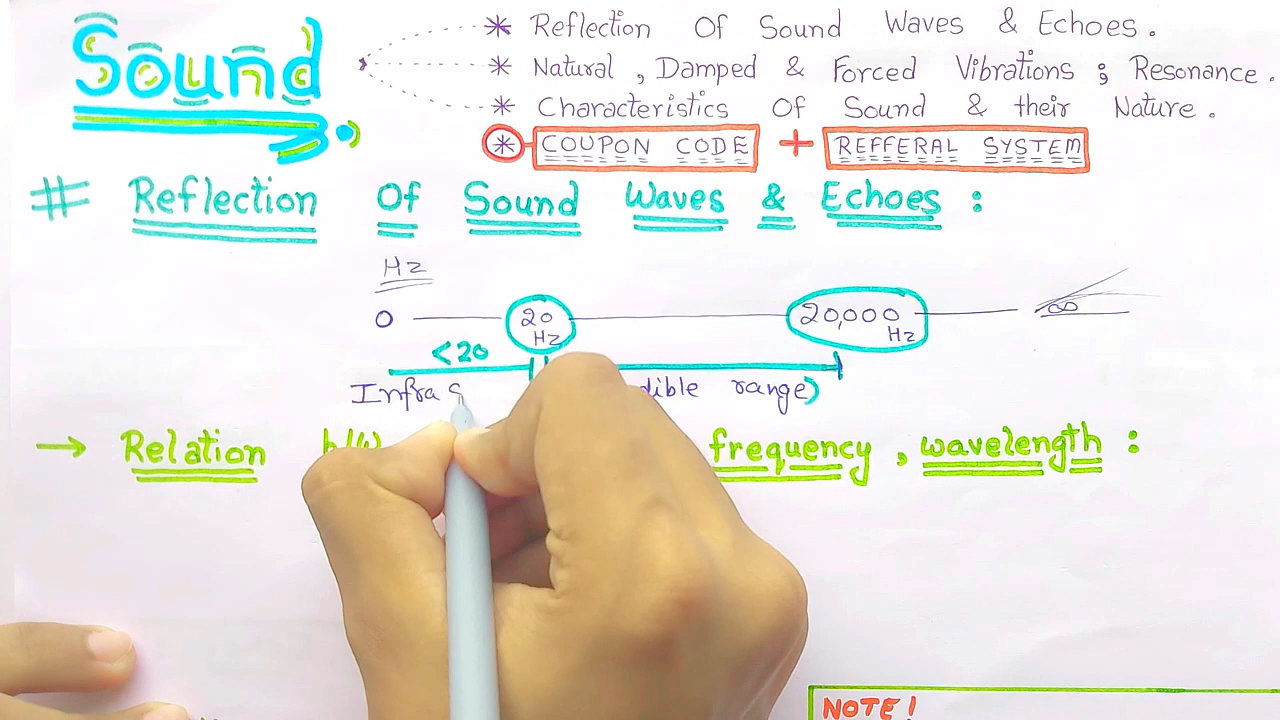 Sound
* Reflection Of Sound Waves & Echoes.
* Natural, Damped & Forced Vibrations ; Resonance.
* Characteristics Of Sound & their Nature.
* COUPON CODE + REFFERAL SYSTEM
# Reflection Of Sound Waves & Echoes :
Hz
0 20 Hz 20,000 Hz ∞
<20
Infra S dible range)
→ Relation b/w frequency, wavelength :
NOTE!